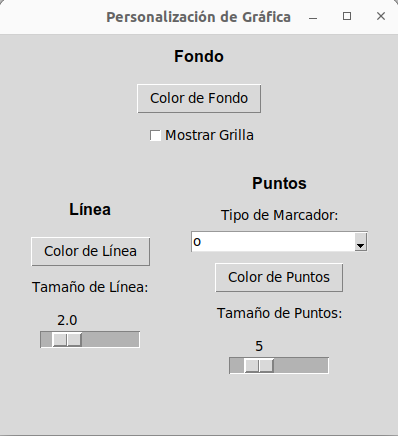 Personalización de Gráfica
Fondo
Color de Fondo
Mostrar Grilla
Línea
Color de Línea
Tamaño de Línea:
2.0
Puntos
Tipo de Marcador:
o
Color de Puntos
Tamaño de Puntos:
5